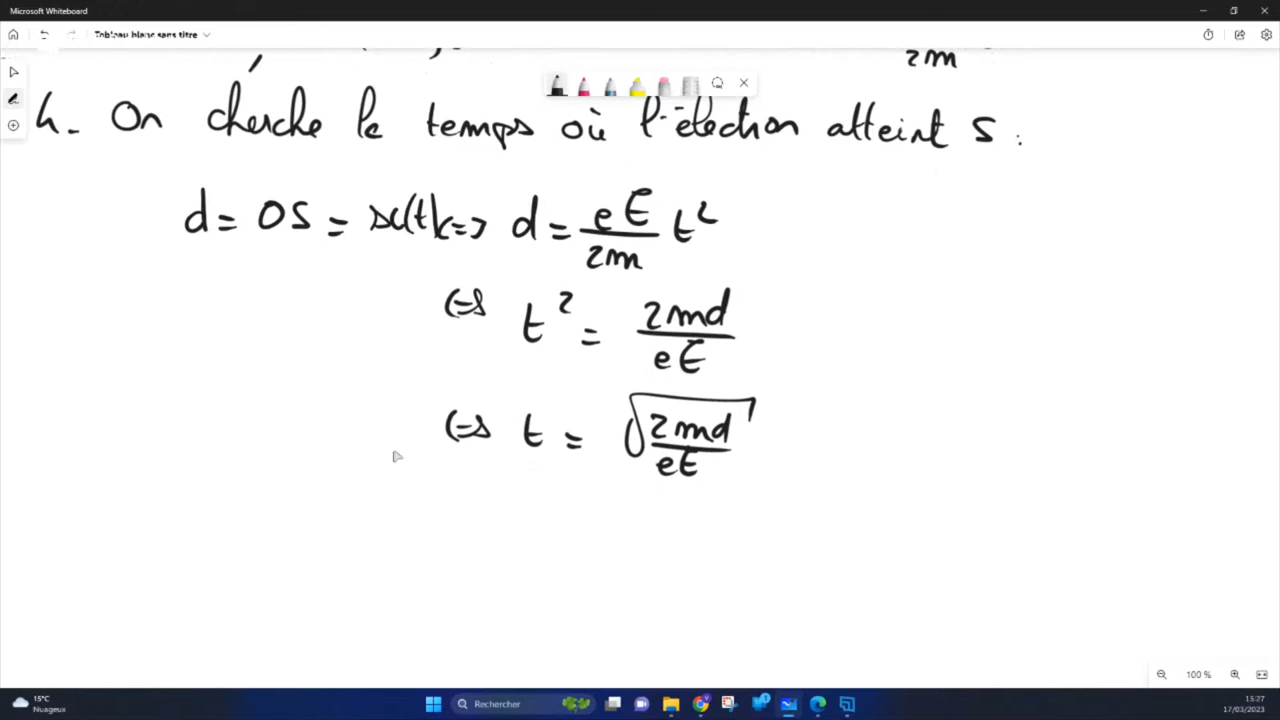 Microsoft Whiteboard
Tableau blanc sans titre
2m
4. On cherche le temps où l'électron atteint S.
d = OS = x(t) <=> d = eE/2m t²
<=> t² = 2md/eE
<=> t = √(2md/eE)
100 %
15°C
Nuageux
Rechercher
15:27
17/03/2023